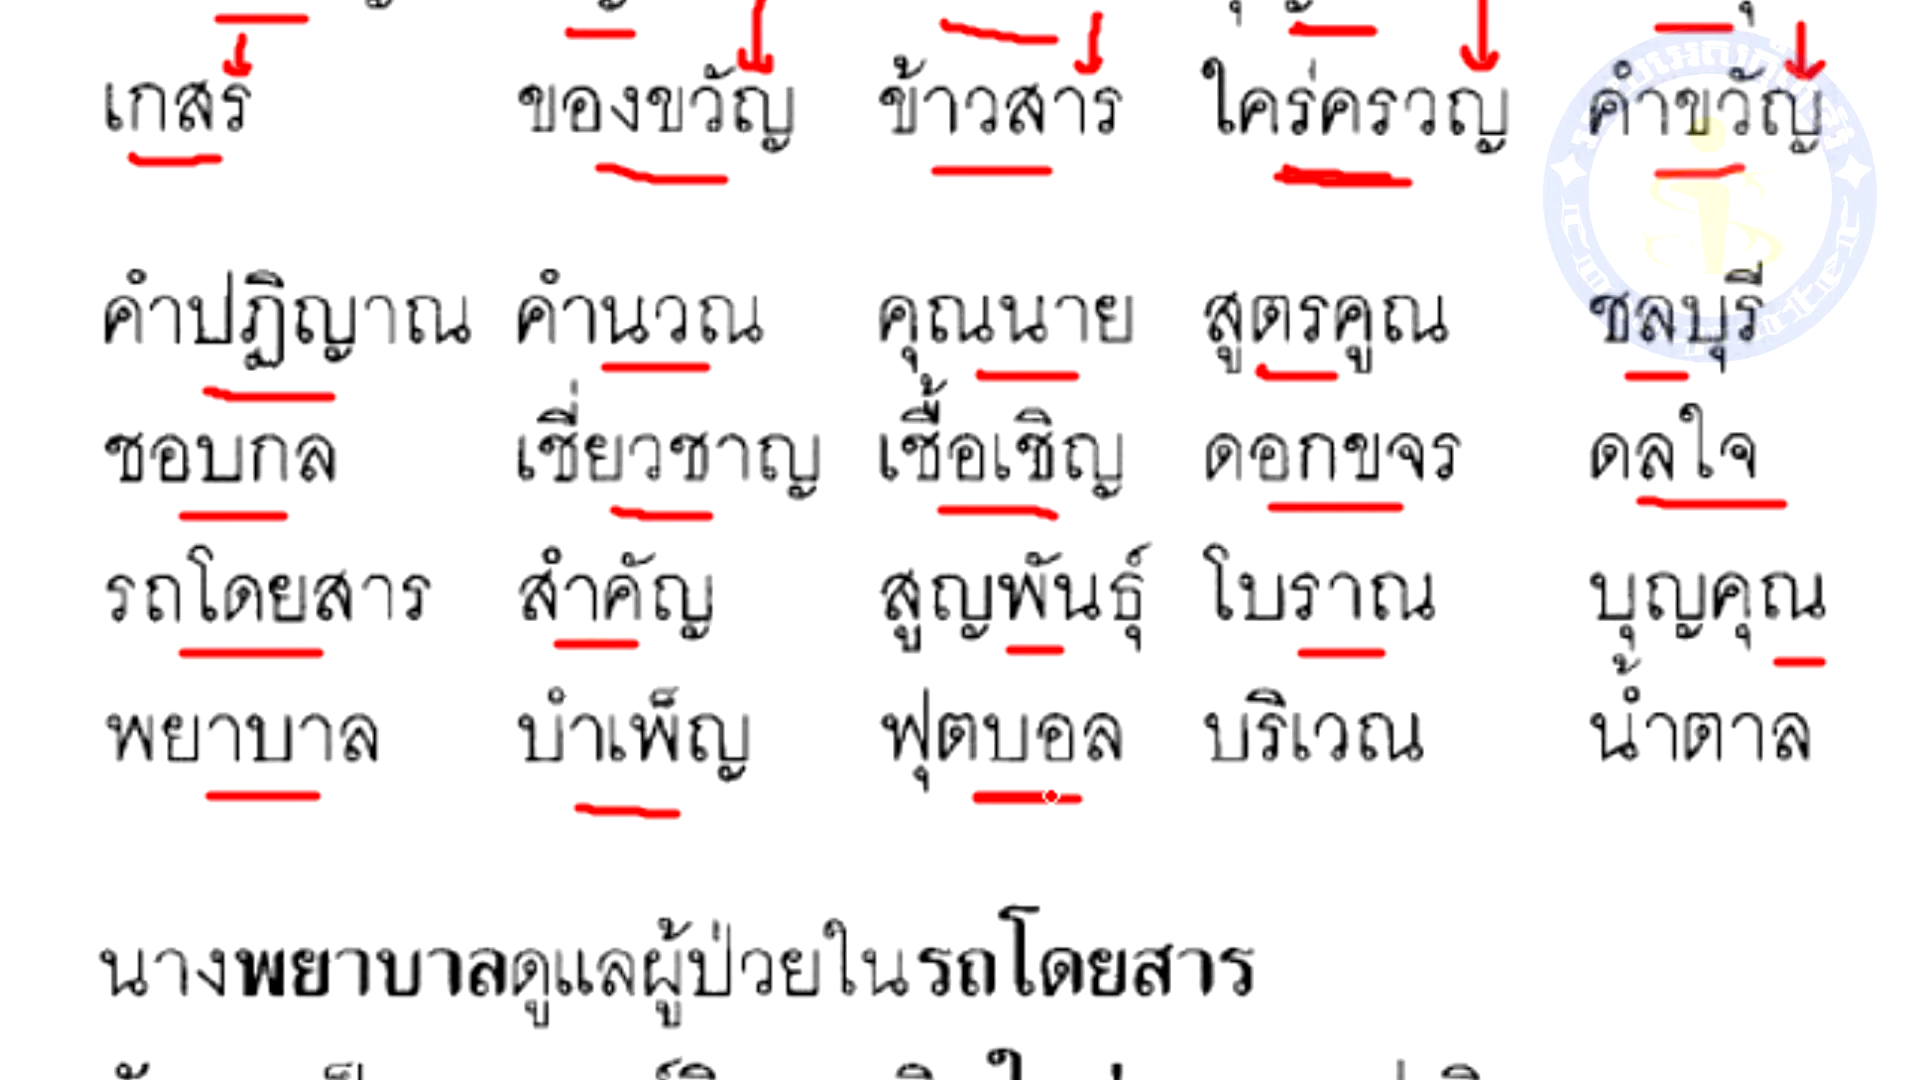 เกสร ของขวัญ ข้าวสาร ใคร่ครวญ คำขวัญ
คำปฏิญาณ คำนวณ คุณนาย สูตรคูณ ชลบุรี
ชอบกล เชี่ยวชาญ เชื้อเชิญ ดอกขจร ดลใจ
รถโดยสาร สำคัญ สูญพันธุ์ โบราณ บุญคุณ
พยาบาล บำเพ็ญ ฟุตบอล บริเวณ น้ำตาล
นางพยาบาลดูแลผู้ป่วยในรถโดยสาร